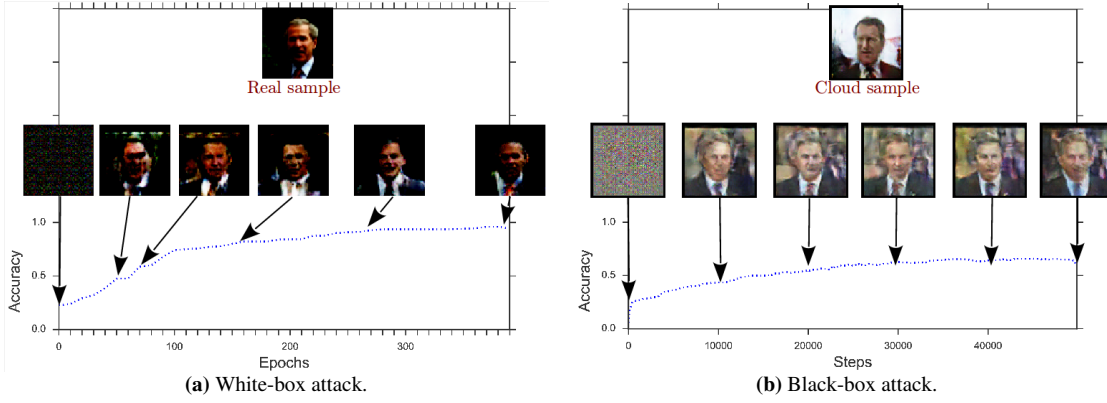 Real sample
1.0
0.5
0.0
Accuracy
0 100 200 300
Epochs
(a) White-box attack.
Cloud sample
1.0
0.5
0.0
Accuracy
0 10000 20000 30000 40000
Steps
(b) Black-box attack.